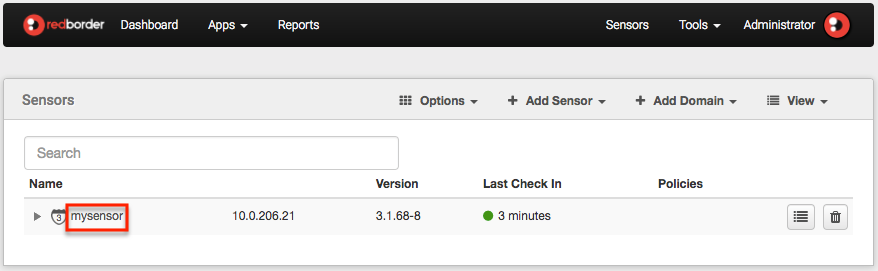 redborder Dashboard Apps Reports Sensors Tools Administrator
Sensors Options Add Sensor Add Domain View
Search
Name Version Last Check In Policies
3 mysensor 10.0.206.21 3.1.68-8 3 minutes